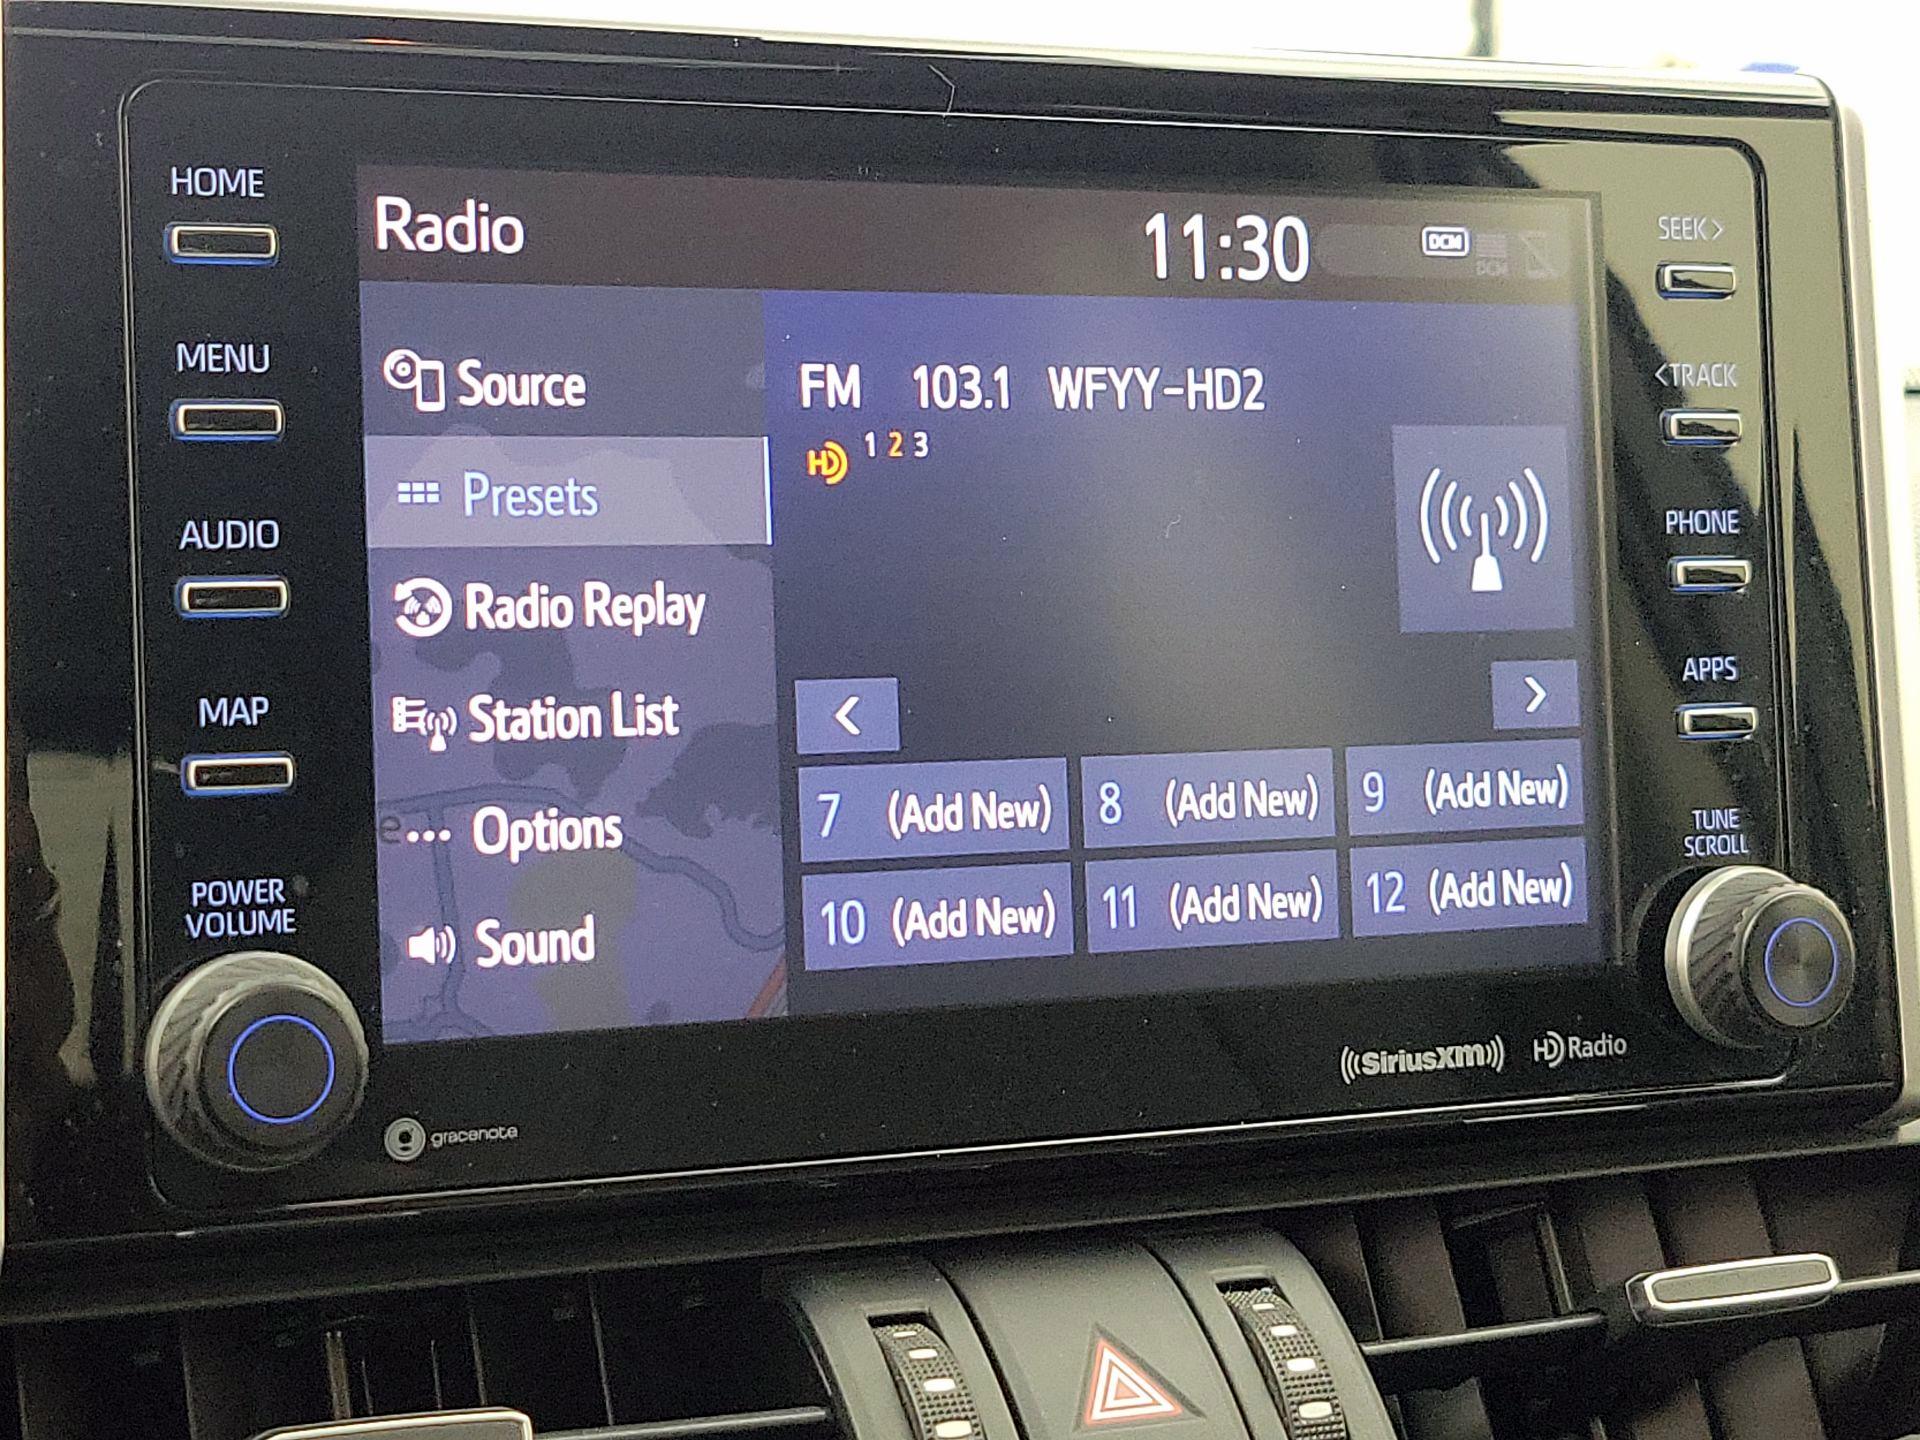 HOME
MENU
AUDIO
MAP
POWER
VOLUME
Radio
11:30
DCM
DCM
Source
Presets
Radio Replay
Station List
Options
Sound
FM 103.1 WFYY-HD2
HD 1 2 3
<
>
7 (Add New) 8 (Add New) 9 (Add New)
10 (Add New) 11 (Add New) 12 (Add New)
SEEK >
< TRACK
PHONE
APPS
TUNE
SCROLL
gracenote
((SiriusXM))
HD Radio